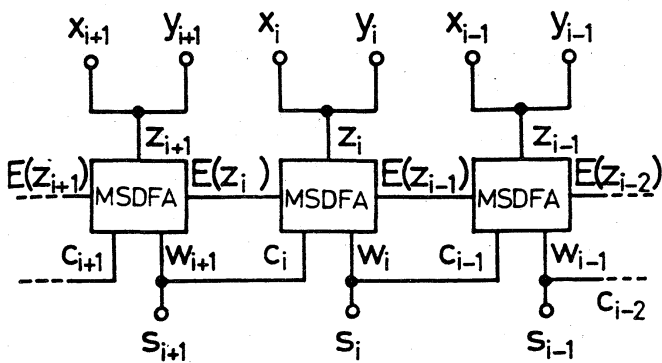 x_{i+1} y_{i+1} x_i y_i x_{i-1} y_{i-1}
z_{i+1} z_i z_{i-1}
E(z_{i+1}) E(z_i) E(z_{i-1}) E(z_{i-2})
MSDFA MSDFA MSDFA
c_{i+1} w_{i+1} c_i w_i c_{i-1} w_{i-1}
c_{i-2}
s_{i+1} s_i s_{i-1}